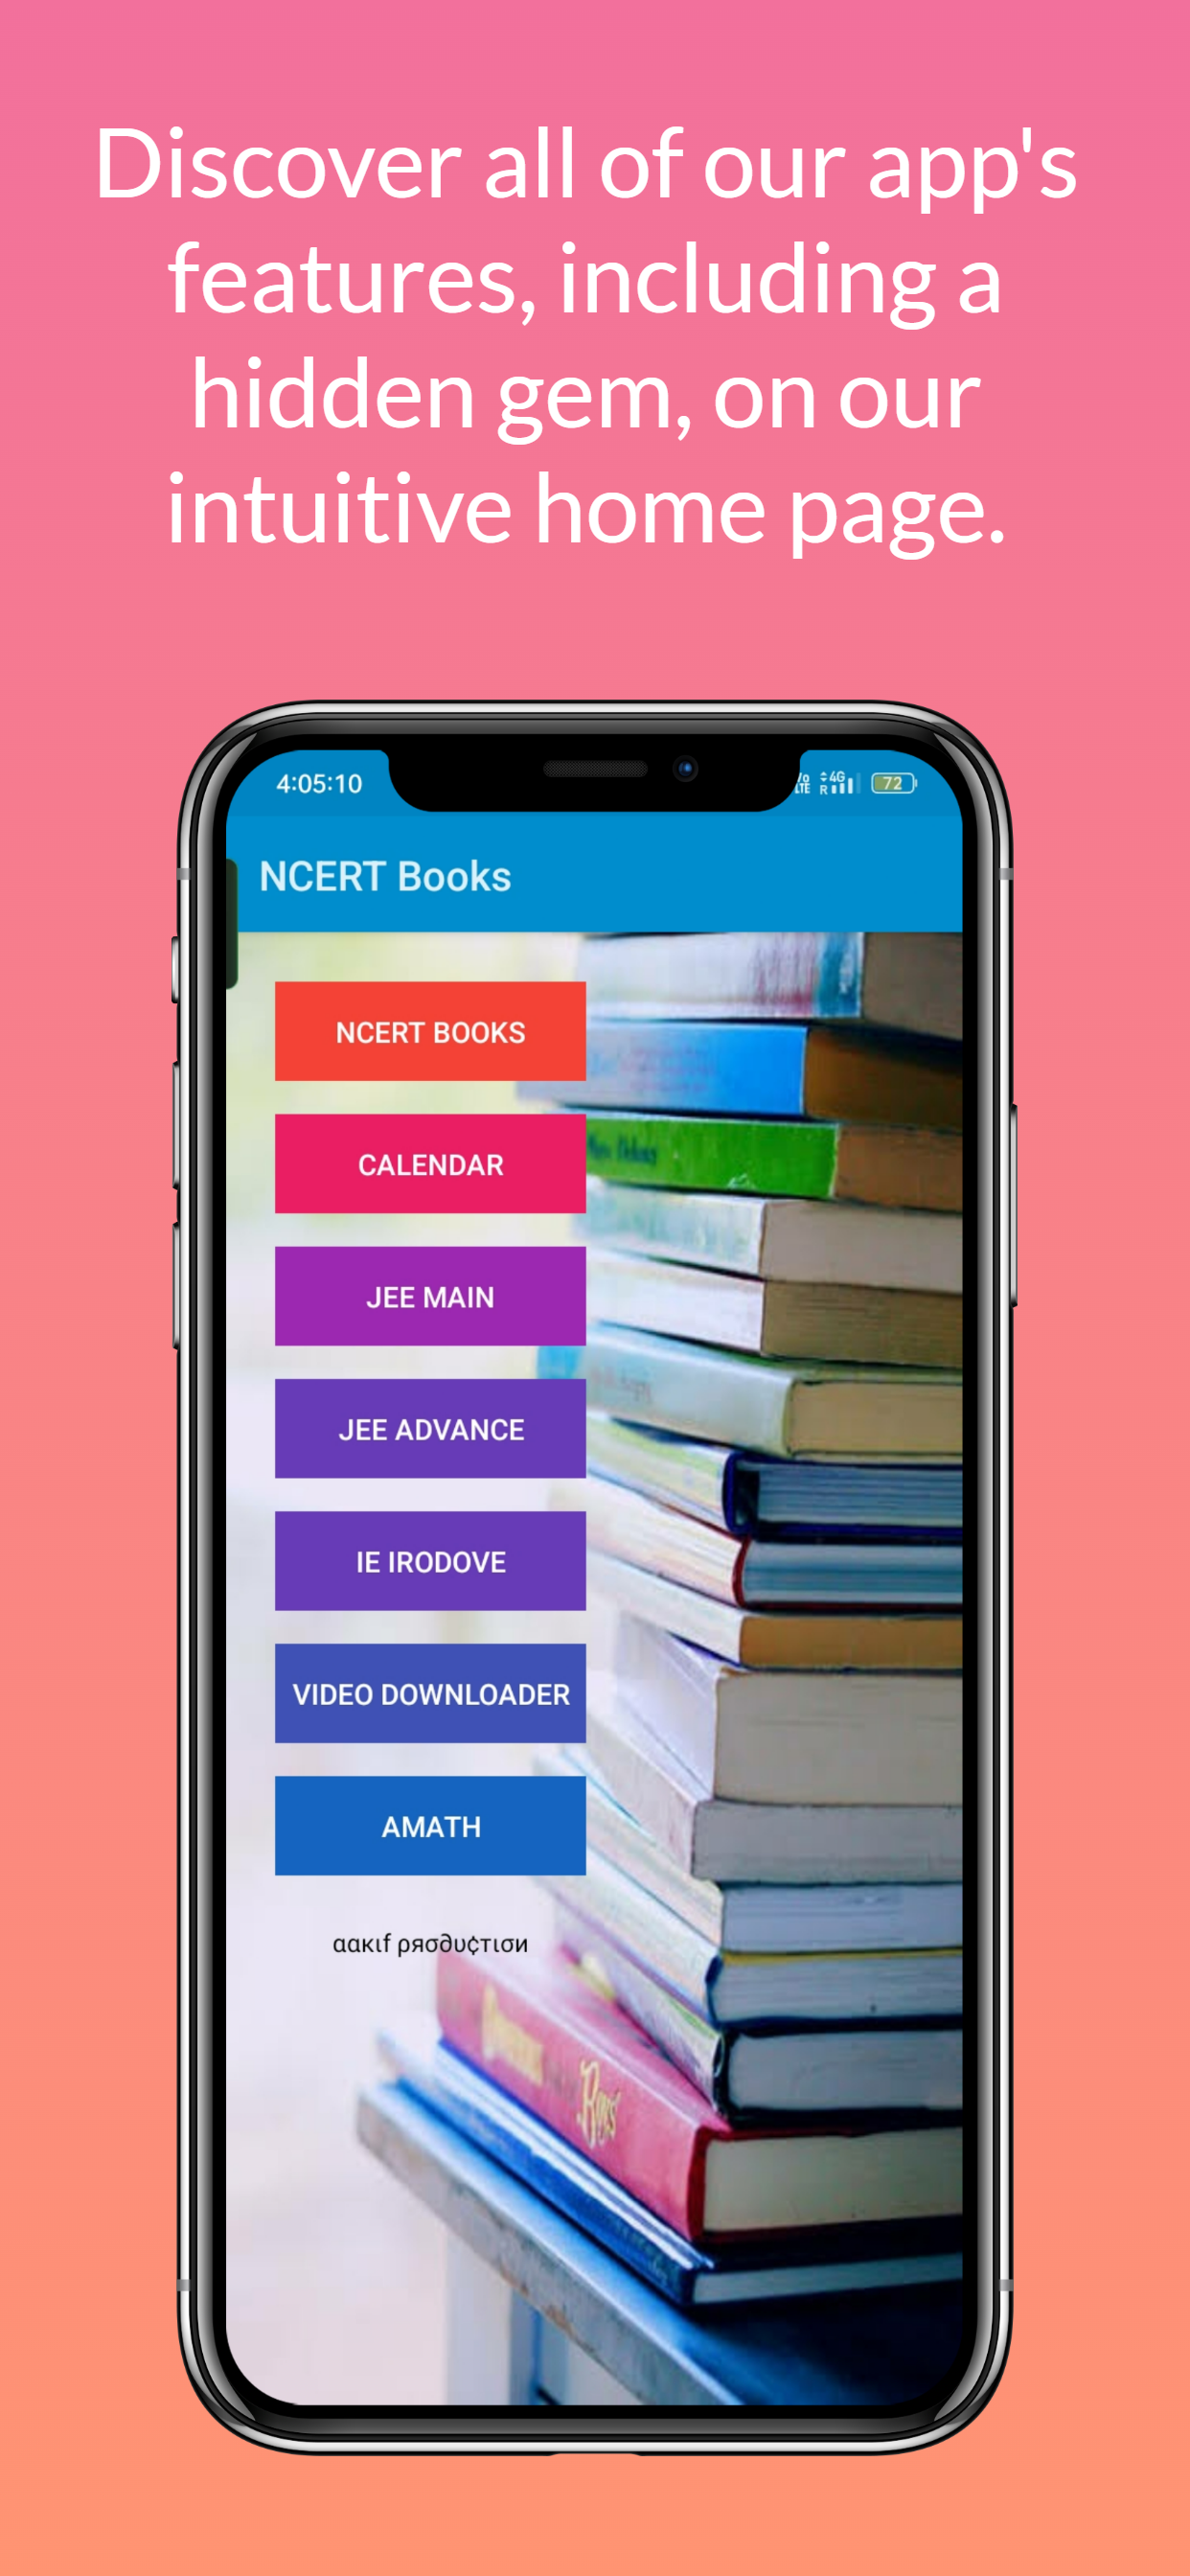 Discover all of our app's
features, including a
hidden gem, on our
intuitive home page.
4:05:10
4G
R
72
NCERT Books
NCERT BOOKS
CALENDAR
JEE MAIN
JEE ADVANCE
IE IRODOVE
VIDEO DOWNLOADER
AMATH
ααкιf ρяσ∂υ¢тισи